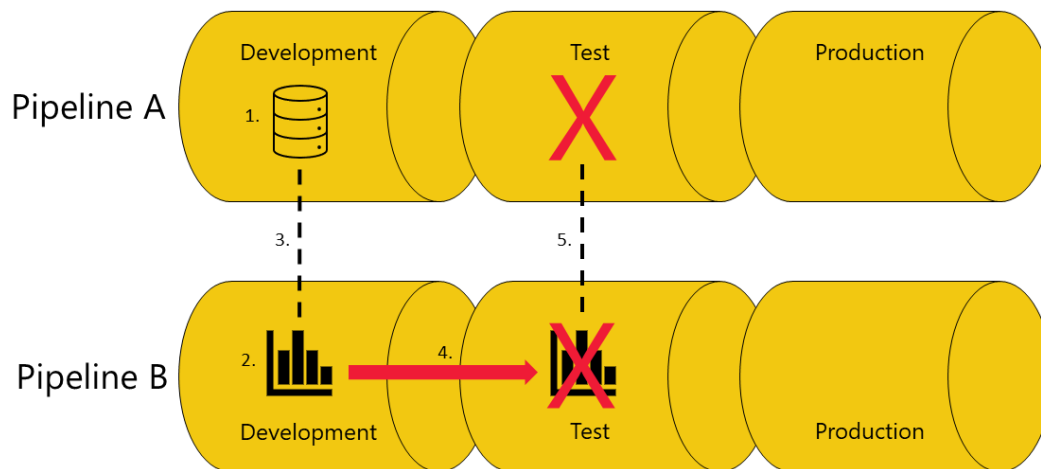 Development
Test
Production
Pipeline A
1.
3.
5.
Pipeline B
2.
4.
Development
Test
Production